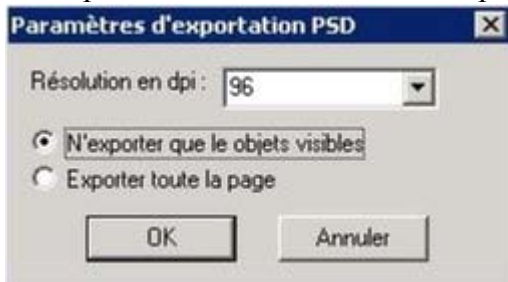 Paramètres d'exportation PSD
Résolution en dpi : 96
N'exporter que le objets visibles
Exporter toute la page
OK Annuler